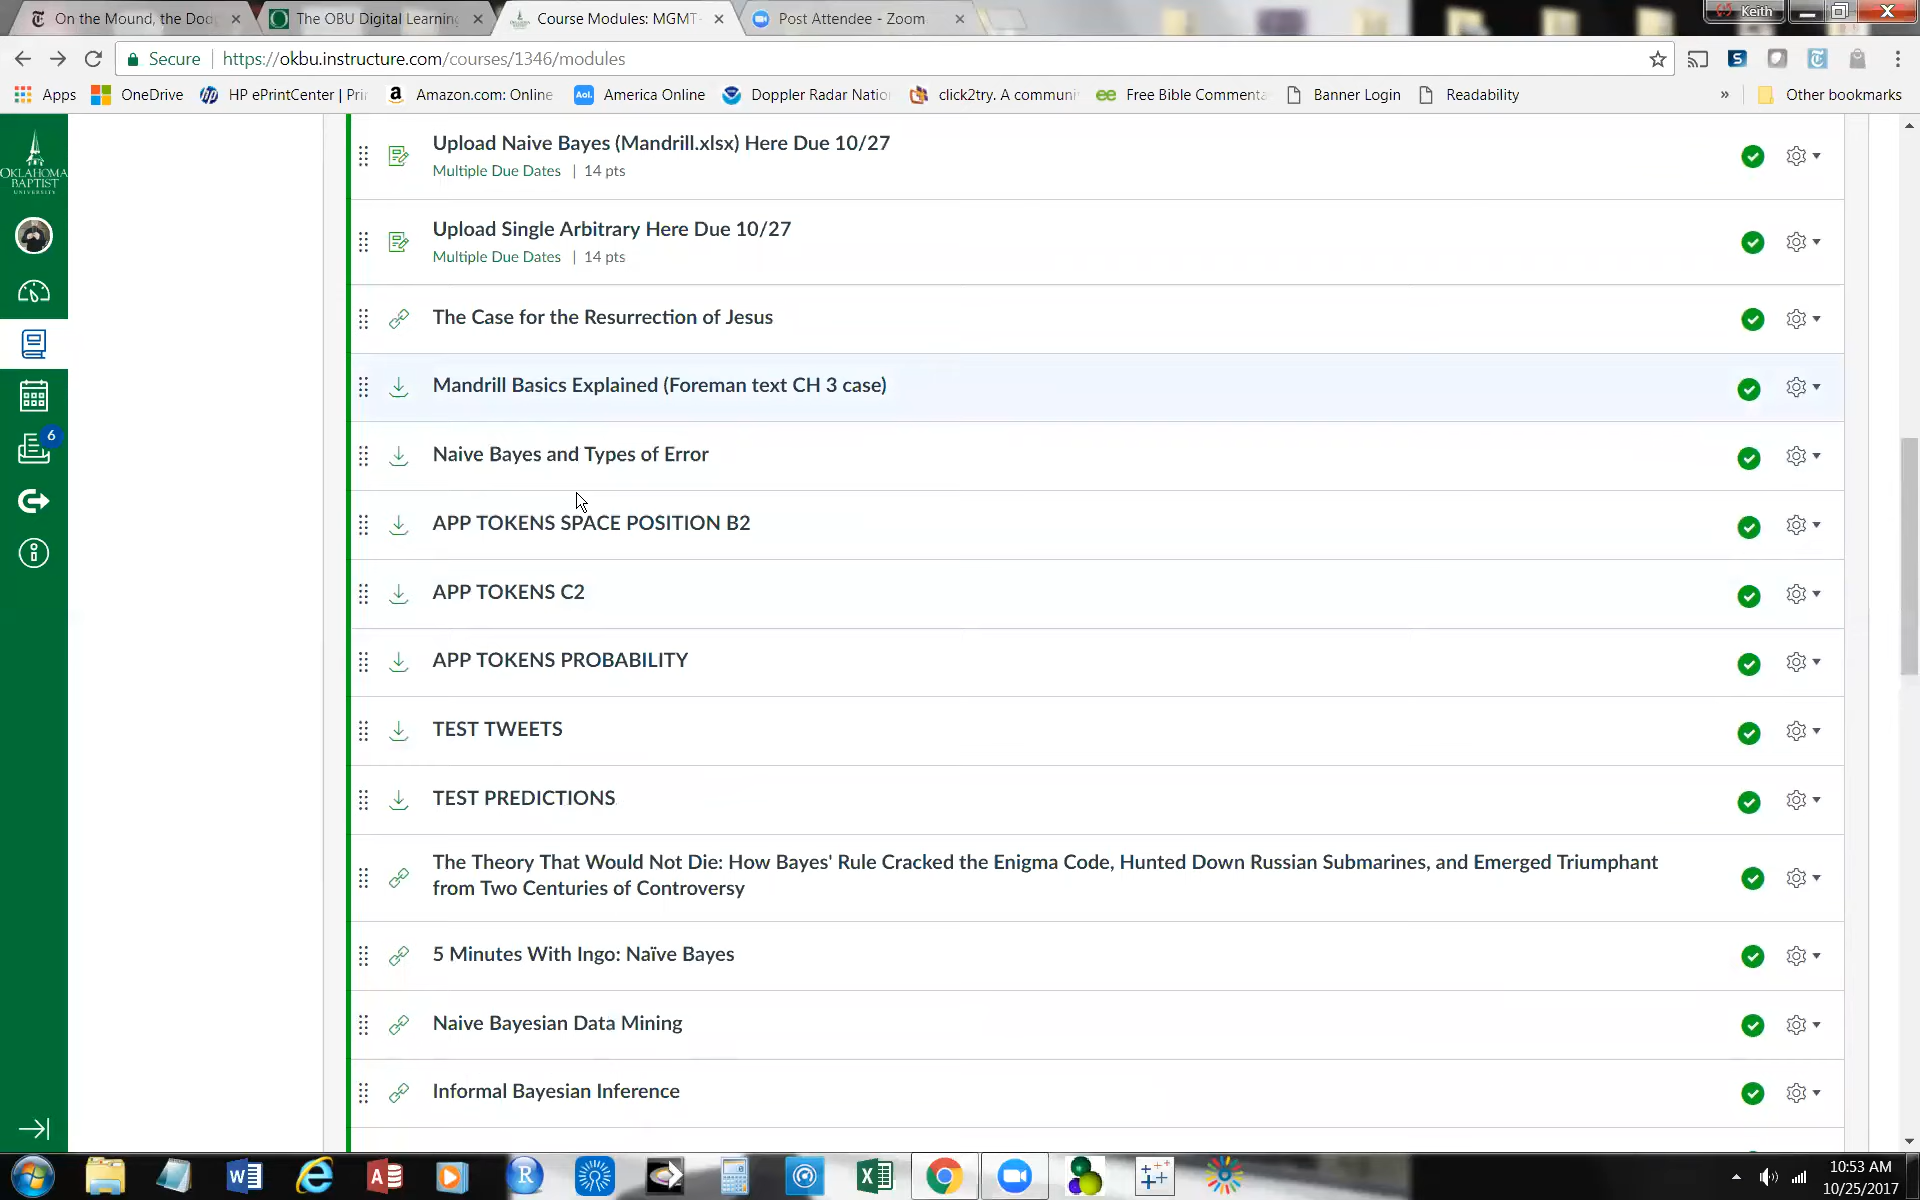 On the Mound, the Dod
The OBU Digital Learning
Course Modules: MGMT-
Post Attendee - Zoom
Keith
Secure
https://okbu.instructure.com/courses/1346/modules
Apps
OneDrive
HP ePrintCenter | Pri
Amazon.com: Online
Aol.
America Online
Doppler Radar Natio
click2try. A communi
Free Bible Commenta
Banner Login
Readability
»
Other bookmarks
OKLAHOMA
BAPTIST
UNIVERSITY
6
Upload Naive Bayes (Mandrill.xlsx) Here Due 10/27
Multiple Due Dates | 14 pts
Upload Single Arbitrary Here Due 10/27
Multiple Due Dates | 14 pts
The Case for the Resurrection of Jesus
Mandrill Basics Explained (Foreman text CH 3 case)
Naive Bayes and Types of Error
APP TOKENS SPACE POSITION B2
APP TOKENS C2
APP TOKENS PROBABILITY
TEST TWEETS
TEST PREDICTIONS
The Theory That Would Not Die: How Bayes' Rule Cracked the Enigma Code, Hunted Down Russian Submarines, and Emerged Triumphant
from Two Centuries of Controversy
5 Minutes With Ingo: Naïve Bayes
Naive Bayesian Data Mining
Informal Bayesian Inference
10:53 AM
10/25/2017